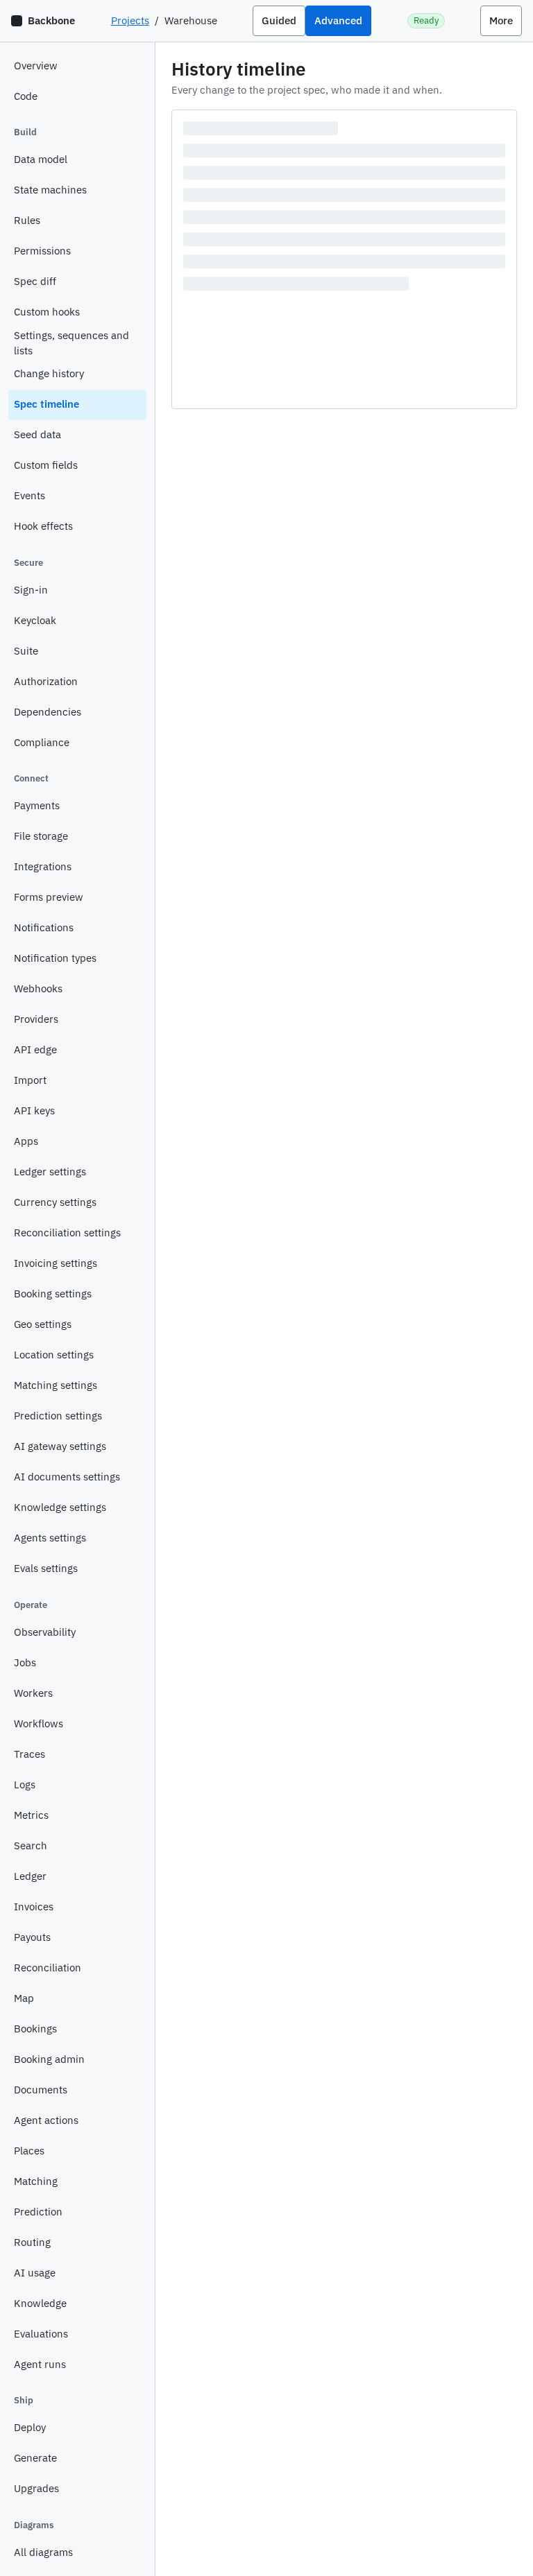 Backbone
Projects / Warehouse
Guided
Advanced
Ready
More
Overview
Code
Build
Data model
State machines
Rules
Permissions
Spec diff
Custom hooks
Settings, sequences and
lists
Change history
Spec timeline
Seed data
Custom fields
Events
Hook effects
Secure
Sign-in
Keycloak
Suite
Authorization
Dependencies
Compliance
Connect
Payments
File storage
Integrations
Forms preview
Notifications
Notification types
Webhooks
Providers
API edge
Import
API keys
Apps
Ledger settings
Currency settings
Reconciliation settings
Invoicing settings
Booking settings
Geo settings
Location settings
Matching settings
Prediction settings
AI gateway settings
AI documents settings
Knowledge settings
Agents settings
Evals settings
Operate
Observability
Jobs
Workers
Workflows
Traces
Logs
Metrics
Search
Ledger
Invoices
Payouts
Reconciliation
Map
Bookings
Booking admin
Documents
Agent actions
Places
Matching
Prediction
Routing
AI usage
Knowledge
Evaluations
Agent runs
Ship
Deploy
Generate
Upgrades
Diagrams
All diagrams
History timeline
Every change to the project spec, who made it and when.